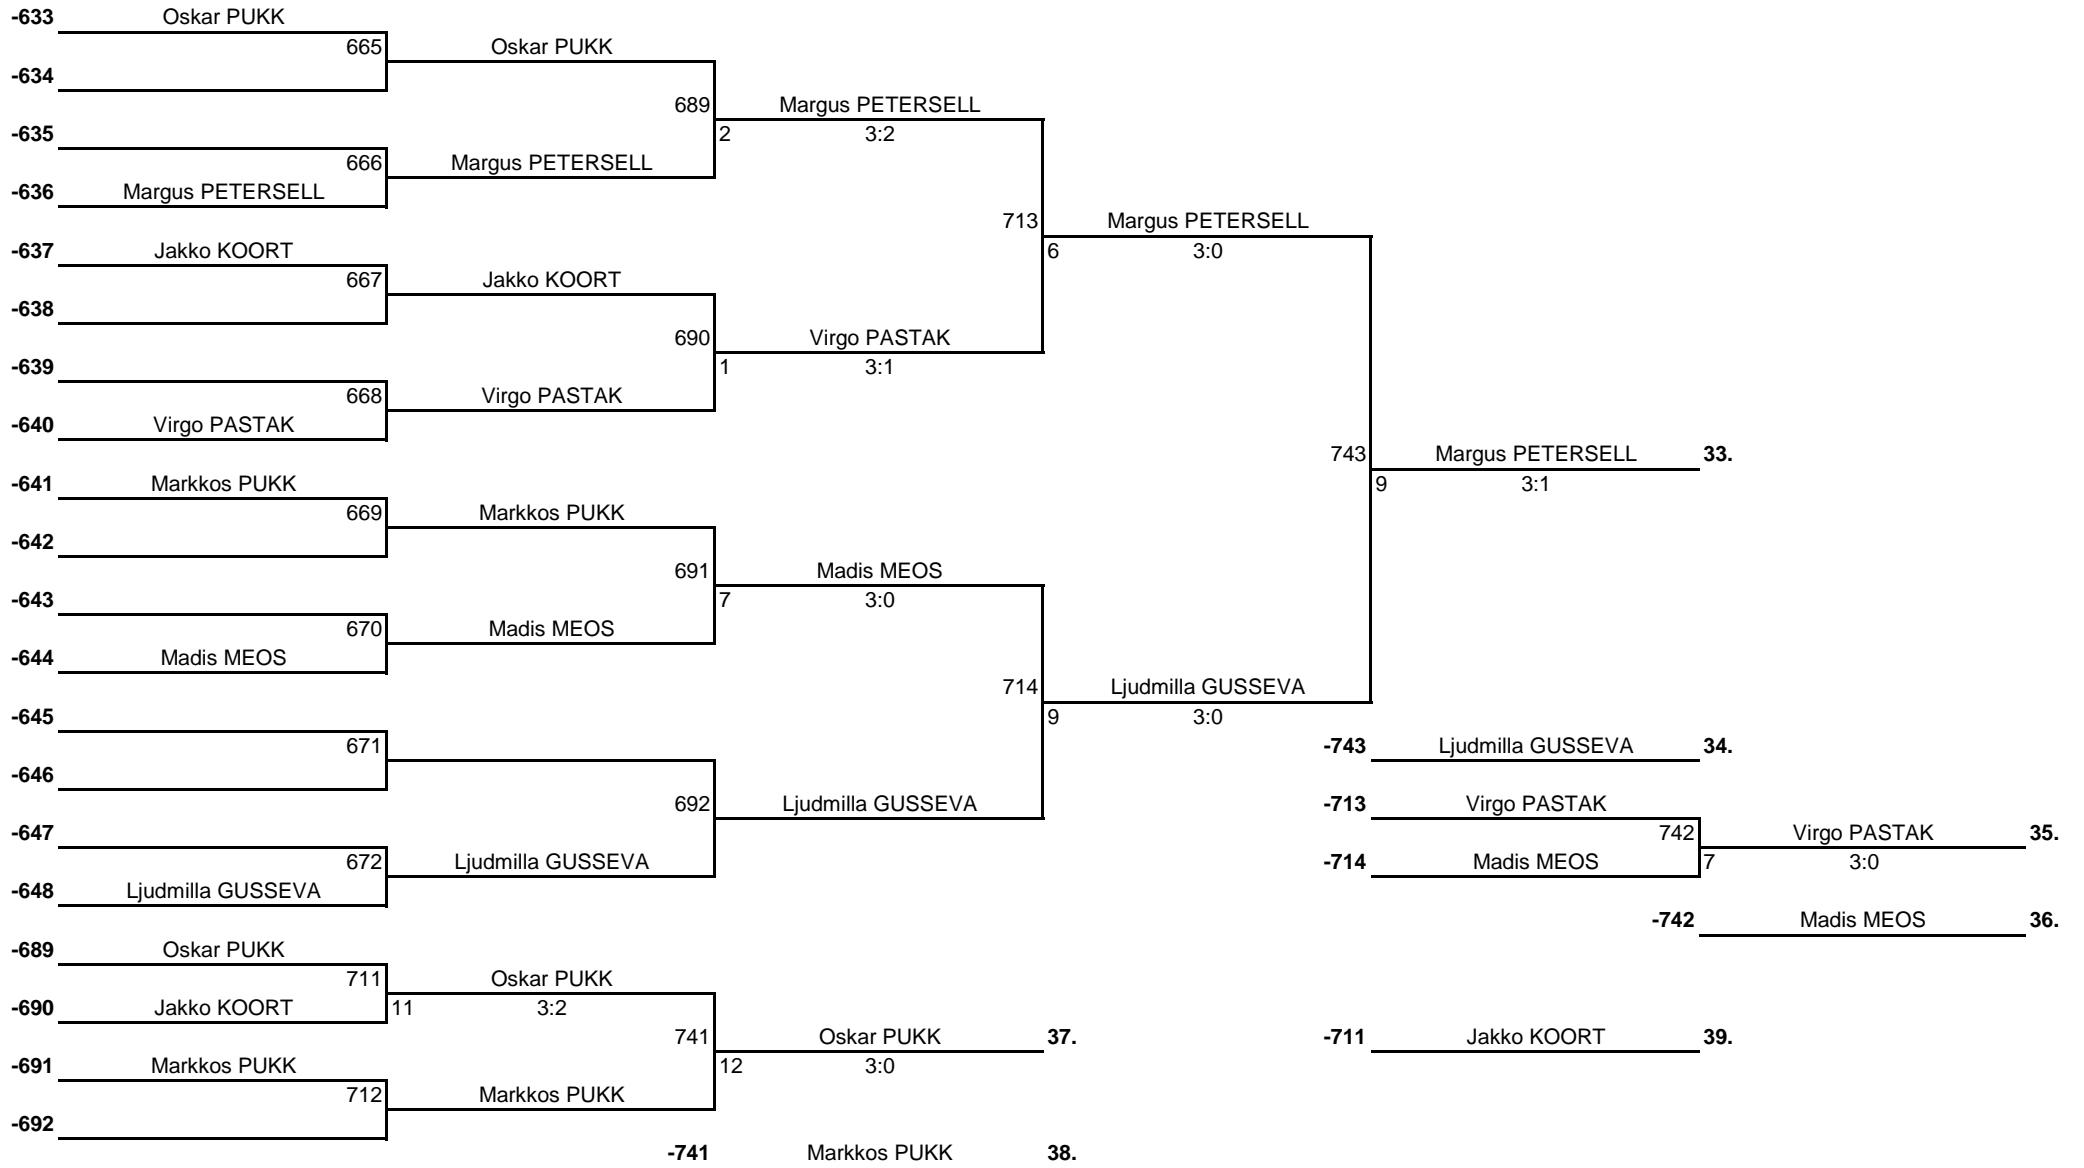 -633 Oskar PUKK
665 Oskar PUKK
-634
689 Margus PETERSELL
-635 2 3:2
666 Margus PETERSELL
-636 Margus PETERSELL
713 Margus PETERSELL
-637 Jakko KOORT 6 3:0
667 Jakko KOORT
-638
690 Virgo PASTAK
-639 1 3:1
668 Virgo PASTAK
-640 Virgo PASTAK
743 Margus PETERSELL 33.
-641 Markkos PUKK 9 3:1
669 Markkos PUKK
-642
691 Madis MEOS
-643 7 3:0
670 Madis MEOS
-644 Madis MEOS
714 Ljudmilla GUSSEVA
-645 9 3:0
671 -743 Ljudmilla GUSSEVA 34.
-646
692 Ljudmilla GUSSEVA -713 Virgo PASTAK
-647 742 Virgo PASTAK 35.
672 Ljudmilla GUSSEVA -714 Madis MEOS 7 3:0
-648 Ljudmilla GUSSEVA
-742 Madis MEOS 36.
-689 Oskar PUKK
711 Oskar PUKK
-690 Jakko KOORT 11 3:2
741 Oskar PUKK 37. -711 Jakko KOORT 39.
-691 Markkos PUKK 12 3:0
712 Markkos PUKK
-692
-741 Markkos PUKK 38.